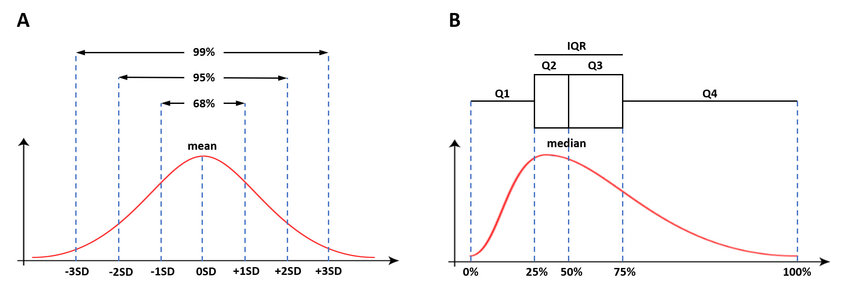 A
99%
95%
68%
mean
-3SD -2SD -1SD 0SD +1SD +2SD +3SD
B
IQR
Q2 Q3
Q1 Q4
median
0% 25% 50% 75% 100%